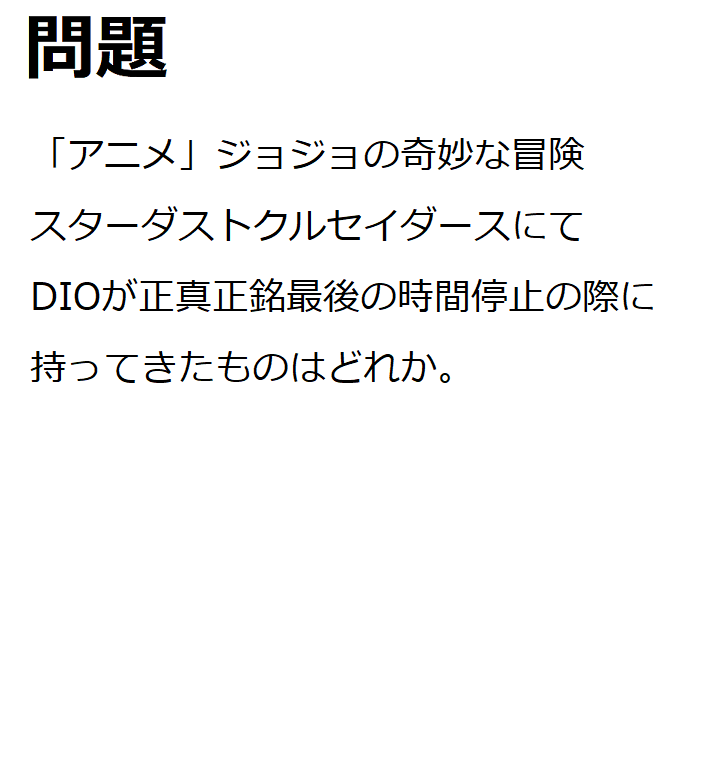 問題
「アニメ」ジョジョの奇妙な冒険
スターダストクルセイダースにて
DIOが正真正銘最後の時間停止の際に
持ってきたものはどれか。